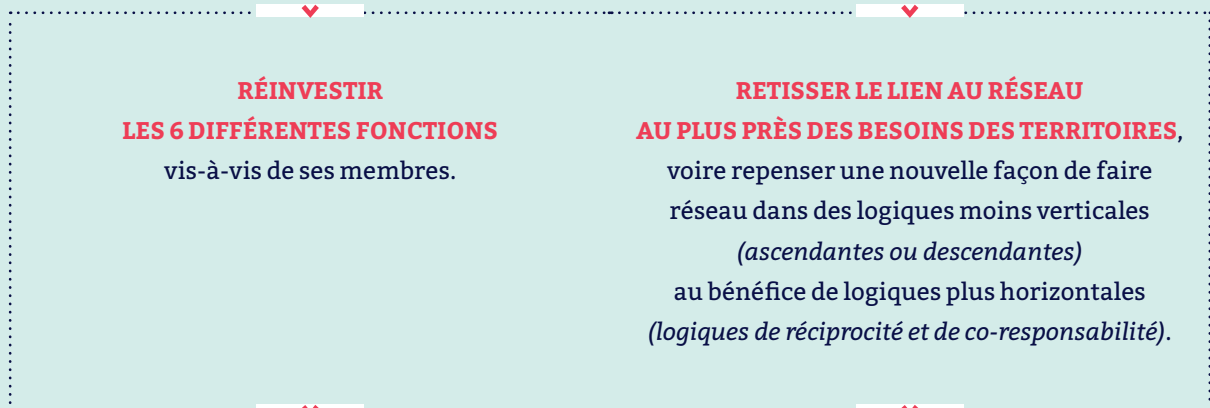 RÉINVESTIR
LES 6 DIFFÉRENTES FONCTIONS
vis-à-vis de ses membres.
RETISSER LE LIEN AU RÉSEAU
AU PLUS PRÈS DES BESOINS DES TERRITOIRES,
voire repenser une nouvelle façon de faire
réseau dans des logiques moins verticales
(ascendantes ou descendantes)
au bénéfice de logiques plus horizontales
(logiques de réciprocité et de co-responsabilité).